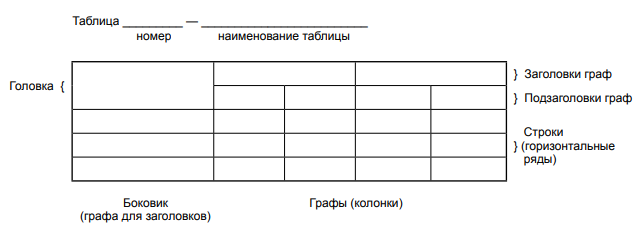 Таблица ________ — ________________
номер наименование таблицы
} Заголовки граф
Головка {
} Подзаголовки граф
Строки
} (горизонтальные
ряды)
Боковик Графы (колонки)
(графа для заголовков)